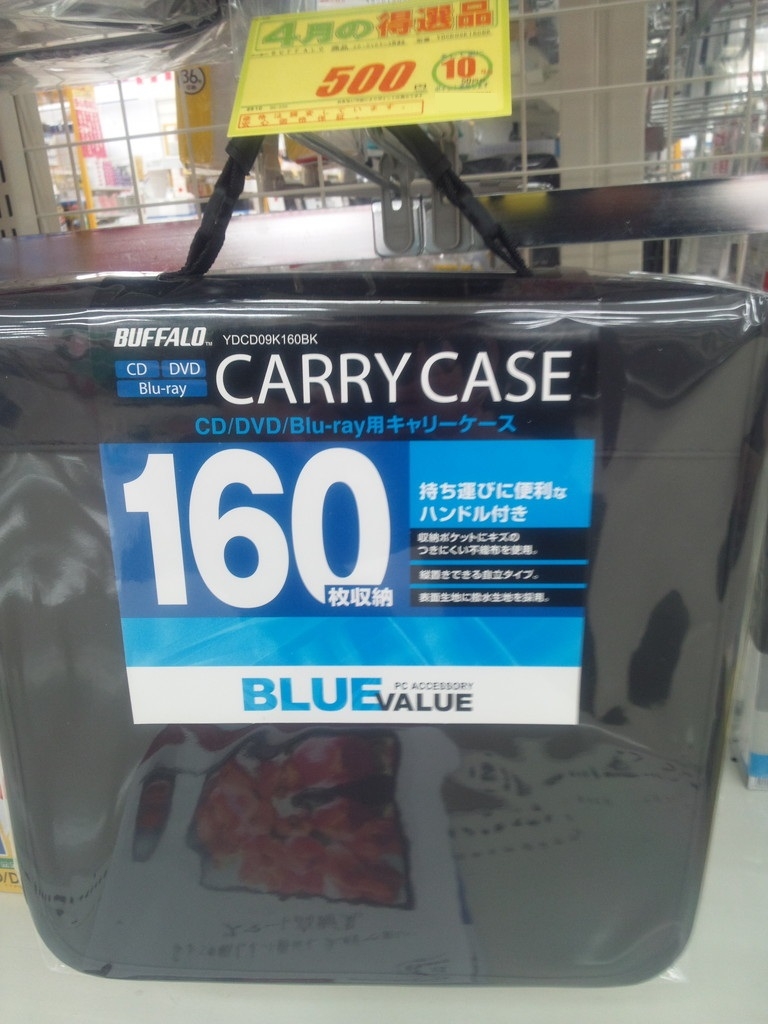 4月の得選品
500円
10
36
BUFFALO™ YDCD09K160BK
CD DVD
Blu-ray
CARRY CASE
CD/DVD/Blu-ray用キャリーケース
160
枚収納
持ち運びに便利な
ハンドル付き
収納ポケットにキズの
つきにくい不織布を使用。
縦置きできる自立タイプ。
表面生地に撥水生地を採用。
BLUE PC ACCESSORY
VALUE